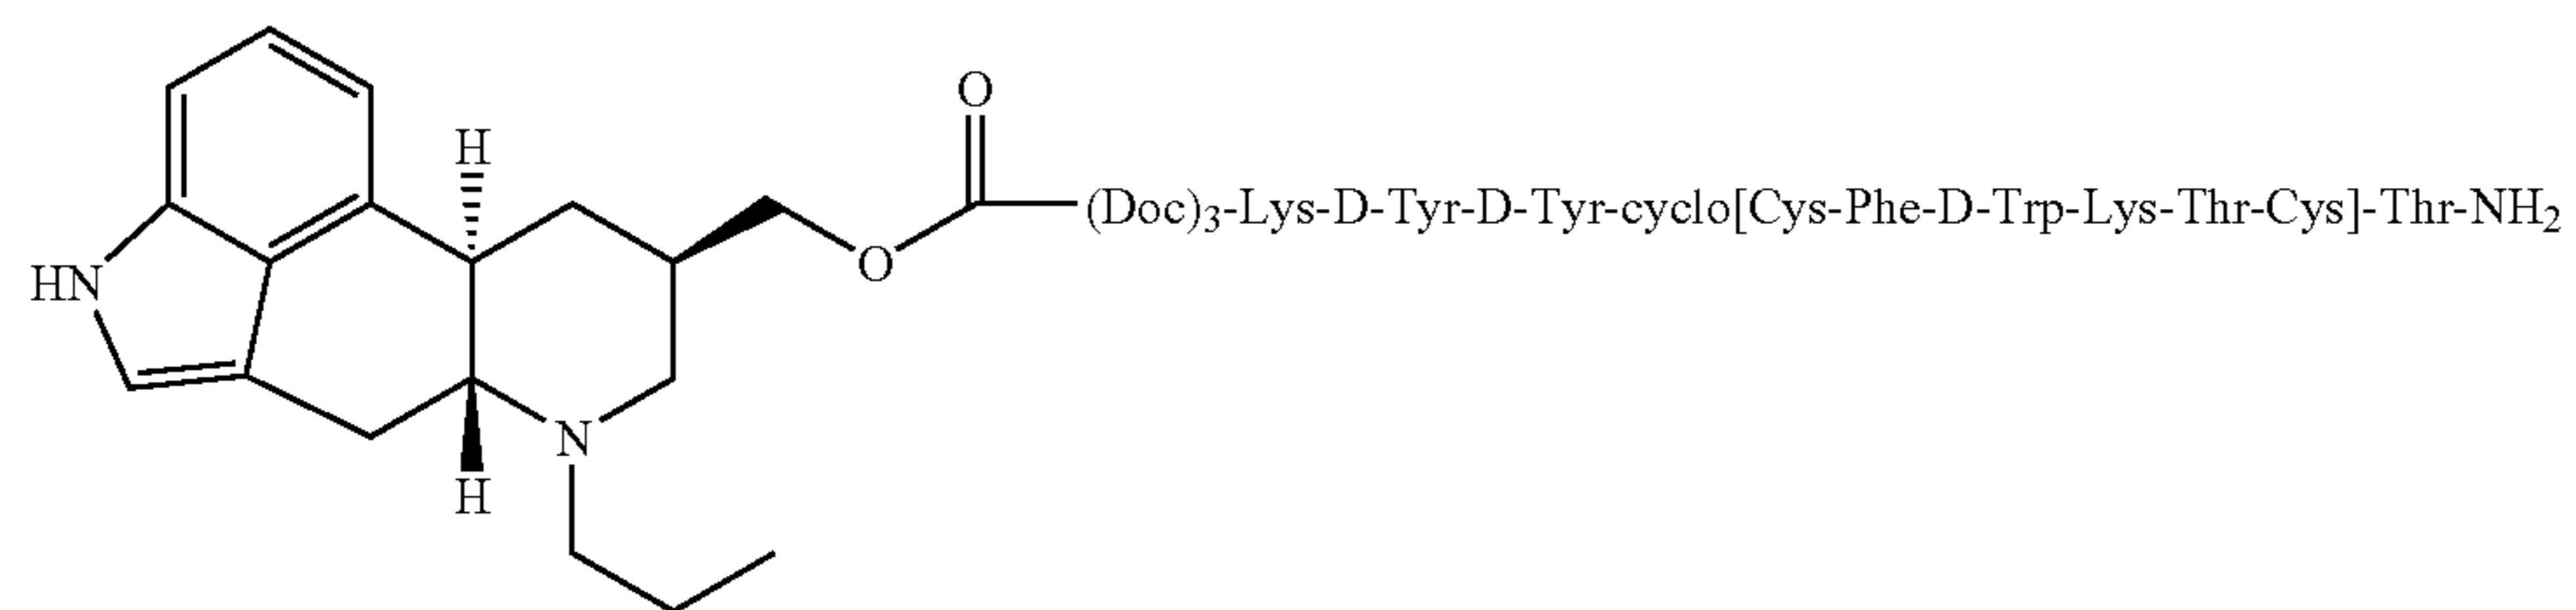 O
H
(Doc)3-Lys-D-Tyr-D-Tyr-cyclo[Cys-Phe-D-Trp-Lys-Thr-Cys]-Thr-NH2
O
HN
N
H